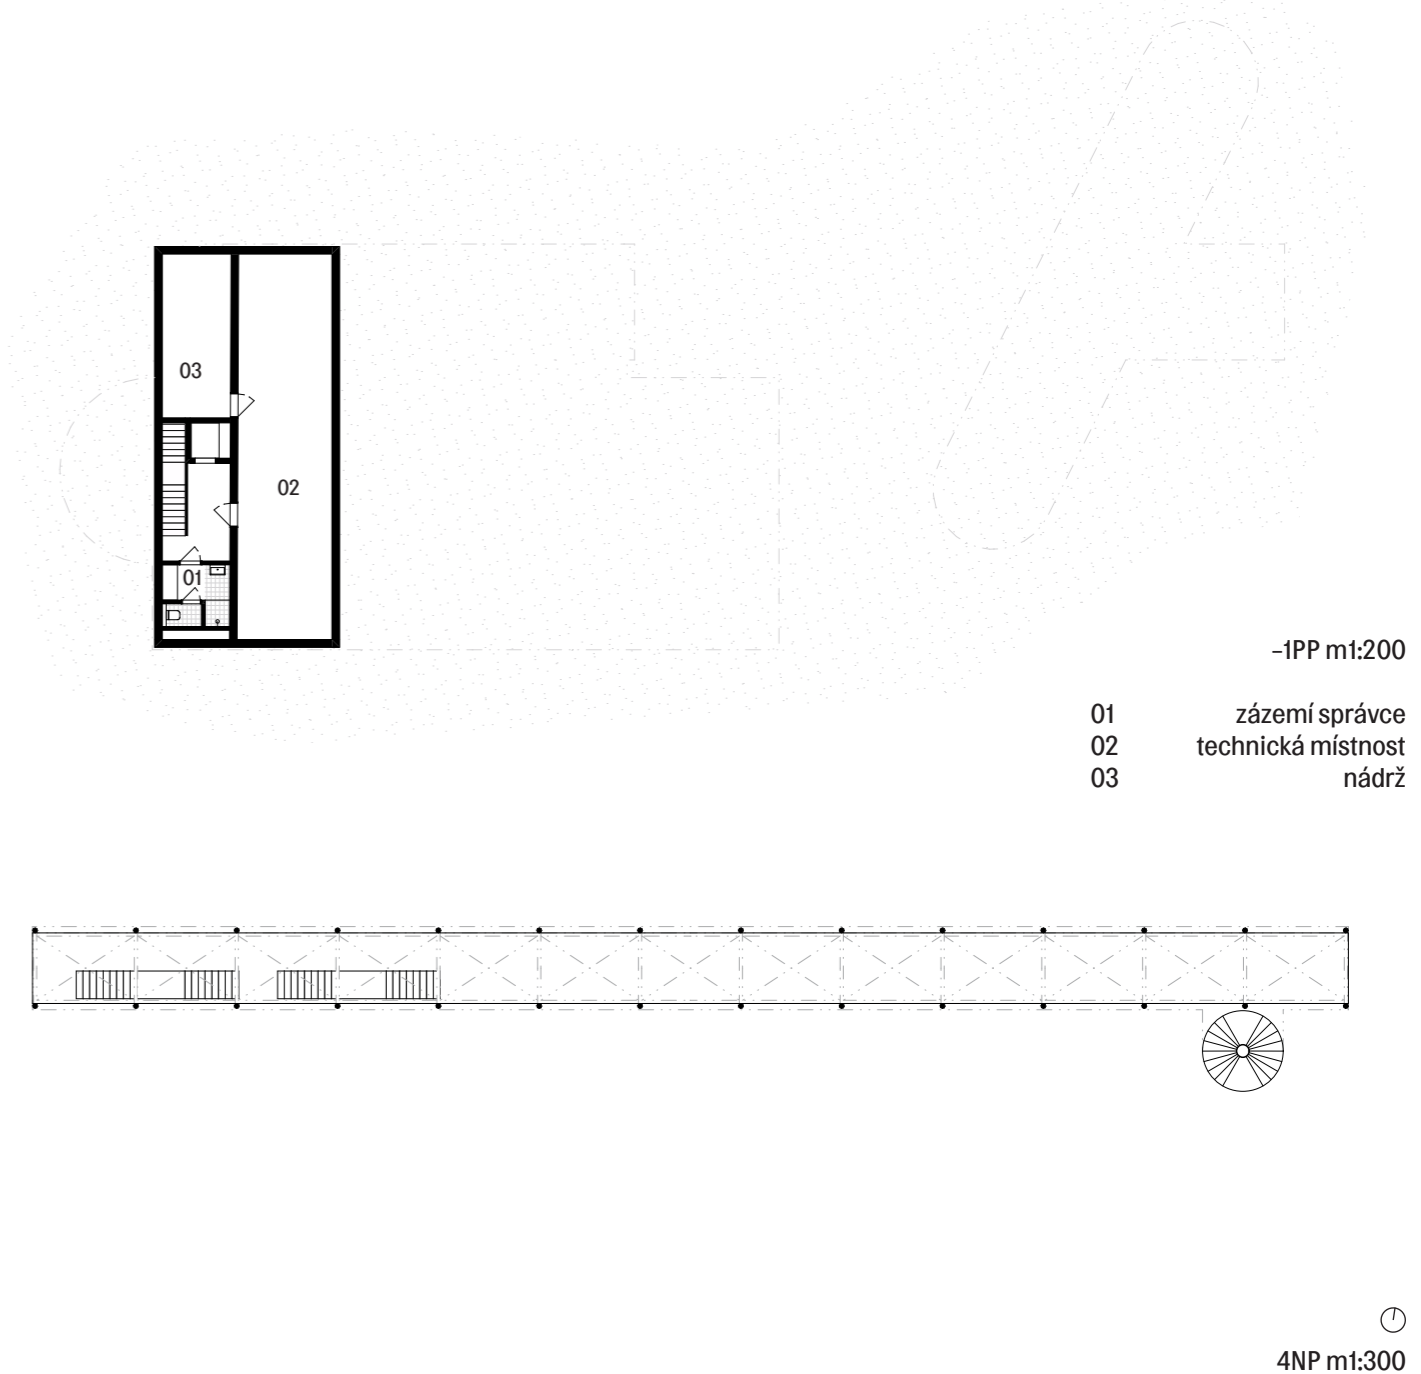 03
02
01
–1PP m1:200
01 zázemí správce
02 technická místnost
03 nádrž
4NP m1:300